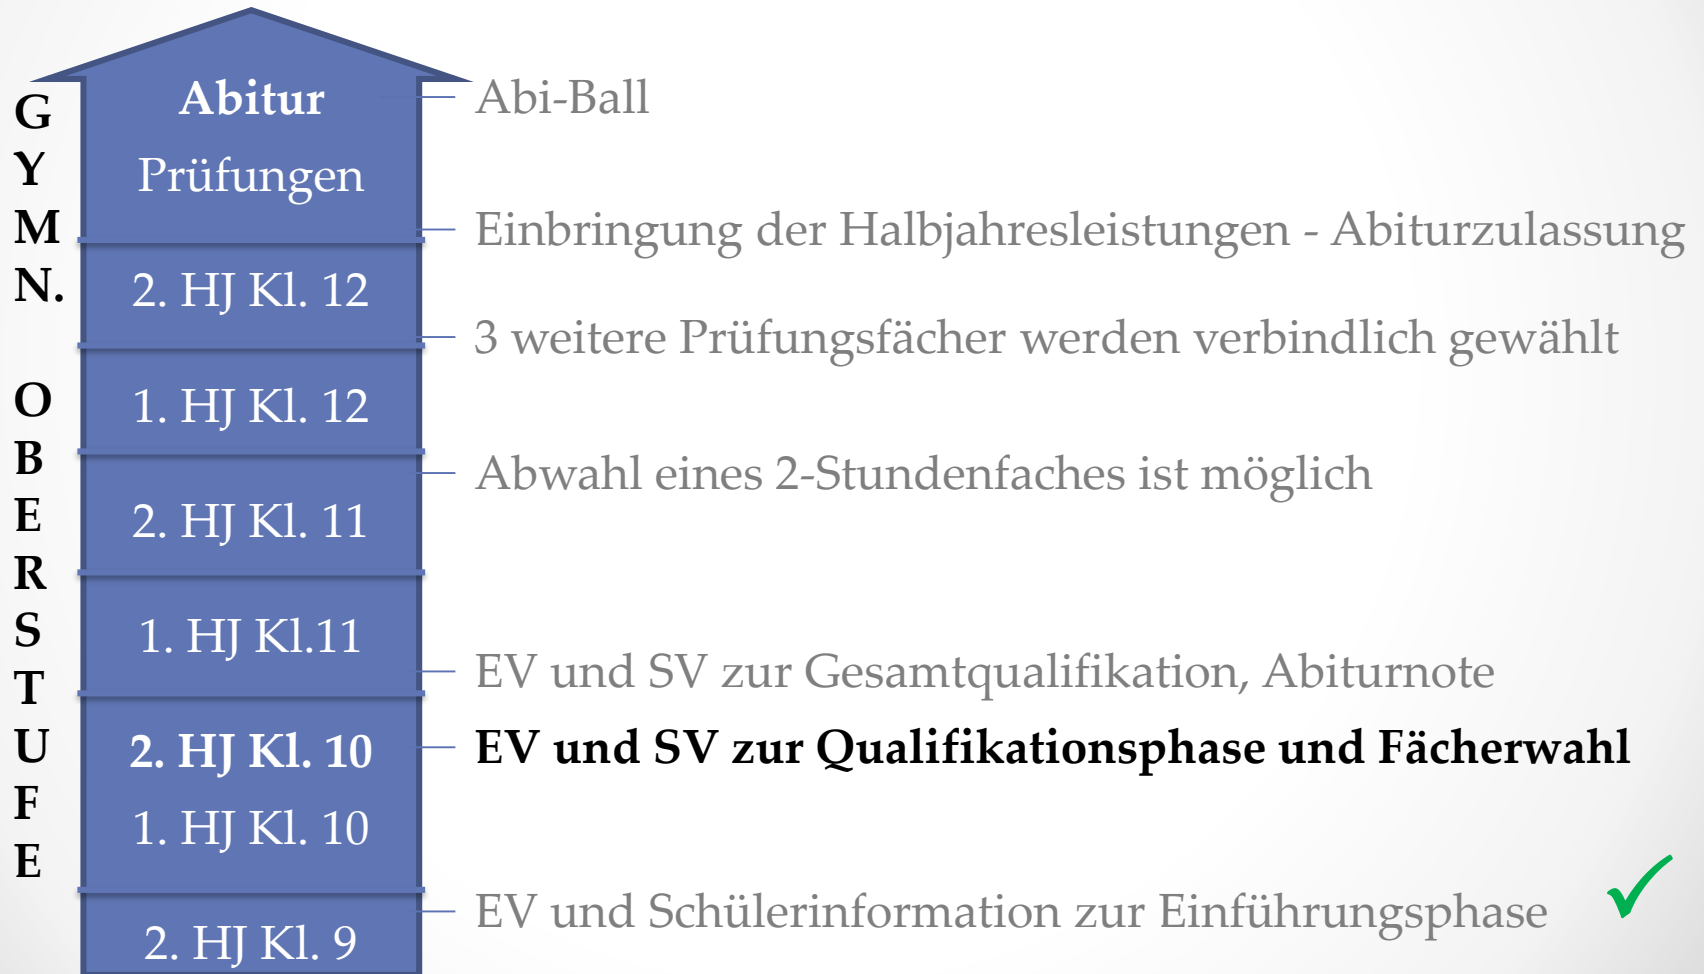 GYMN. OBERSTUFE
Abitur
Abi-Ball
Prüfungen
Einbringung der Halbjahresleistungen - Abiturzulassung
2. HJ Kl. 12
3 weitere Prüfungsfächer werden verbindlich gewählt
1. HJ Kl. 12
Abwahl eines 2-Stundenfaches ist möglich
2. HJ Kl. 11
1. HJ Kl.11
EV und SV zur Gesamtqualifikation, Abiturnote
2. HJ Kl. 10
EV und SV zur Qualifikationsphase und Fächerwahl
1. HJ Kl. 10
EV und Schülerinformation zur Einführungsphase
2. HJ Kl. 9